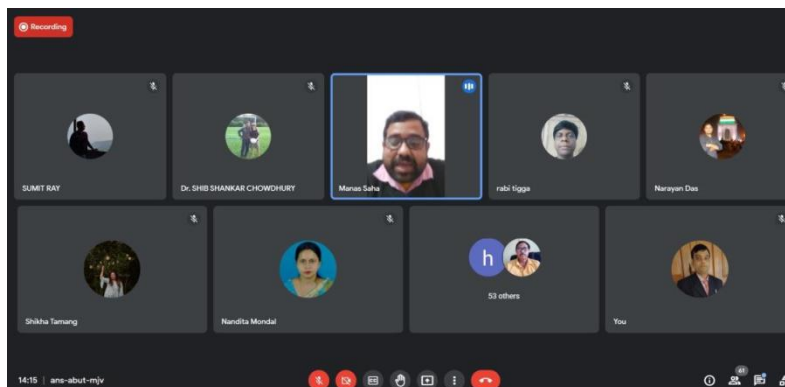 Recording
SUMIT RAY
Dr. SHIB SHANKAR CHOWDHURY
Manas Saha
rabi tigga
Narayan Das
Shikha Tamang
Nandita Mondal
h
53 others
You
14:15 | ans-abut-mjv
61